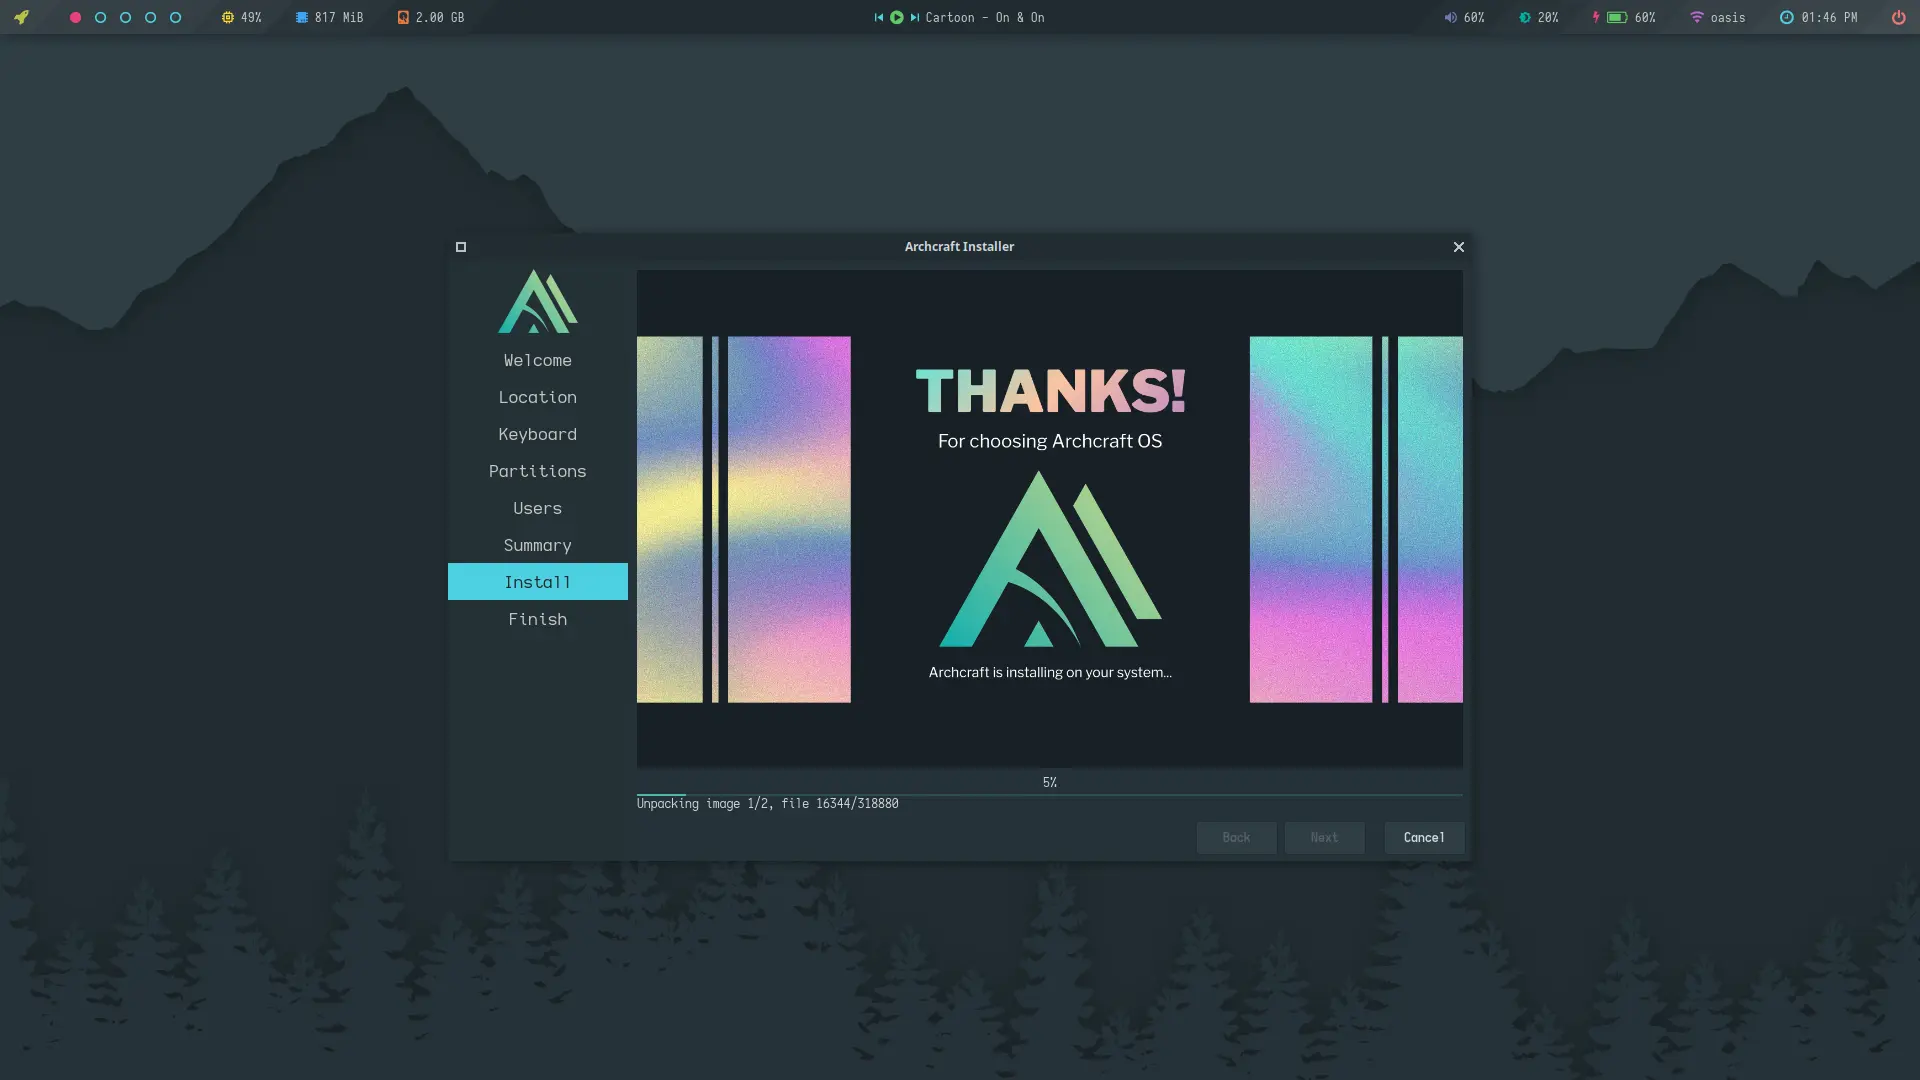 49% 817 MiB 2.00 GB Cartoon - On & On 60% 20% 60% oasis 01:46 PM
Archcraft Installer
Welcome
Location
Keyboard
Partitions
Users
Summary
Install
Finish
THANKS!
For choosing Archcraft OS
Archcraft is installing on your system...
5%
Unpacking image 1/2, file 16344/318880
Back Next Cancel